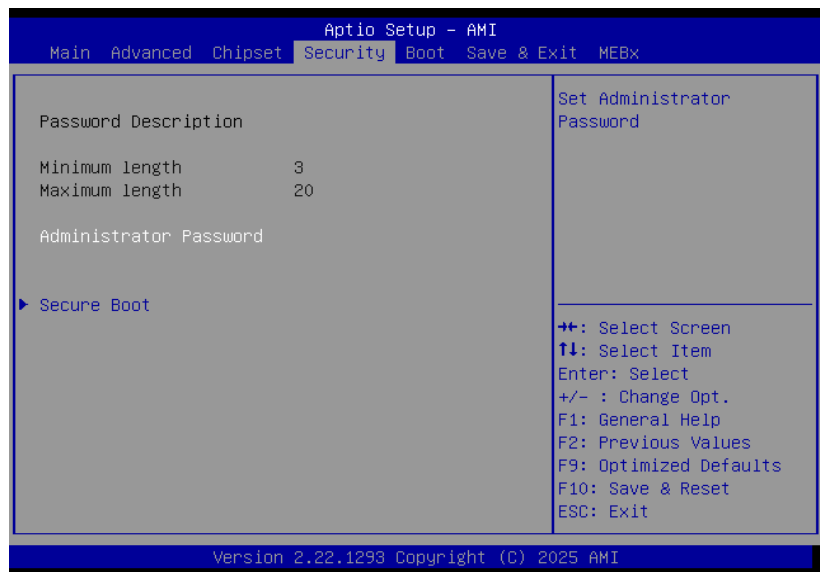 Aptio Setup – AMI
Main Advanced Chipset Security Boot Save & Exit MEBx
Password Description
Minimum length 3
Maximum length 20
Administrator Password
Secure Boot
Set Administrator
Password
→←: Select Screen
↑↓: Select Item
Enter: Select
+/- : Change Opt.
F1: General Help
F2: Previous Values
F9: Optimized Defaults
F10: Save & Reset
ESC: Exit
Version 2.22.1293 Copyright (C) 2025 AMI